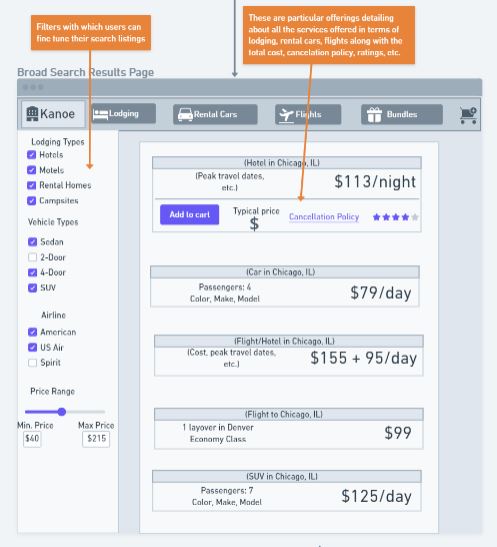 Filters with which users can
fine tune their search listings
These are particular offerings detailing
about all the services offered in terms of
lodging, rental cars, flights along with the
total cost, cancelation policy, ratings, etc.
Broad Search Results Page
Kanoe
Lodging
Rental Cars
Flights
Bundles
Lodging Types
Hotels
Motels
Rental Homes
Campsites
Vehicle Types
Sedan
2-Door
4-Door
SUV
Airline
American
US Air
Spirit
Price Range
Min. Price
Max Price
$40
$215
(Hotel in Chicago, IL)
(Peak travel dates,
etc.)
$113/night
Add to cart
Typical price
$
Cancellation Policy
(Car in Chicago, IL)
Passengers: 4
Color, Make, Model
$79/day
(Flight/Hotel in Chicago, IL)
(Cost, peak travel dates,
etc.)
$155 + 95/day
(Flight to Chicago, IL)
1 layover in Denver
Economy Class
$99
(SUV in Chicago, IL)
Passengers: 7
Color, Make, Model
$125/day